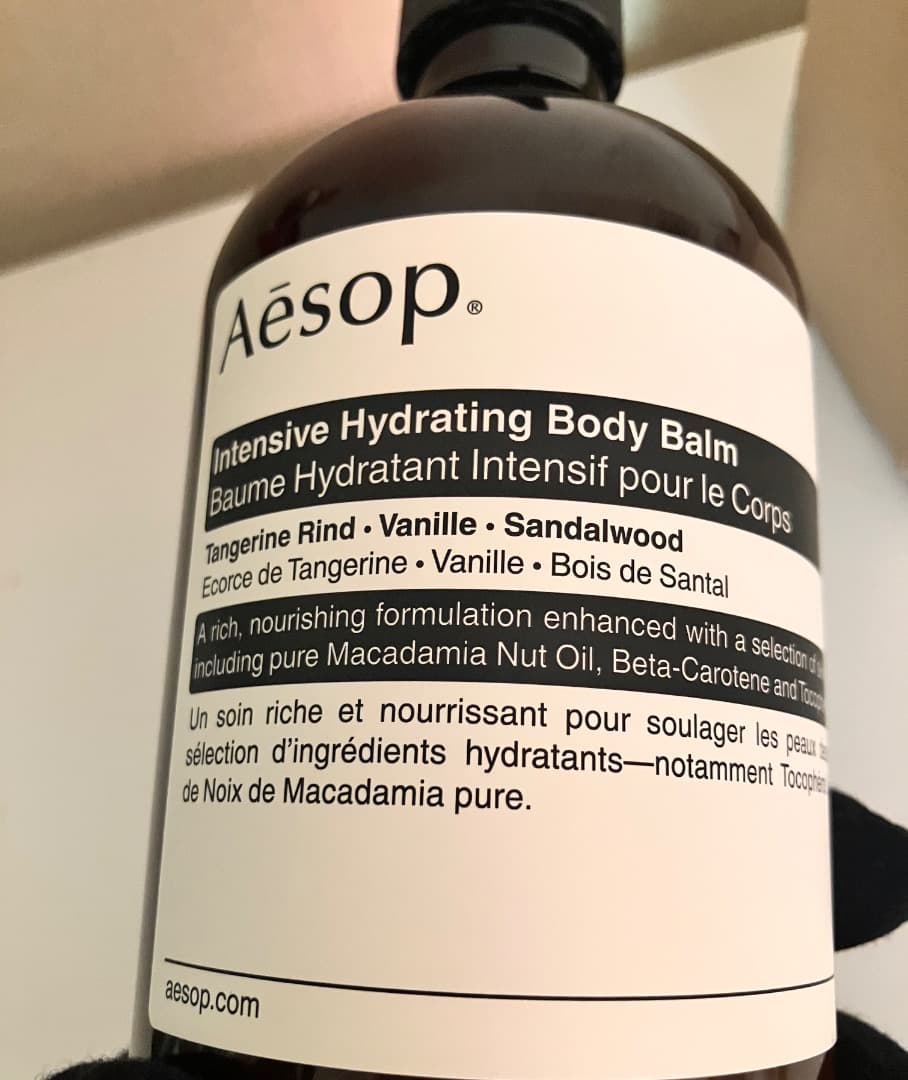 Aēsop®
Intensive Hydrating Body Balm
Baume Hydratant Intensif pour le Corps
Tangerine Rind • Vanille • Sandalwood
Ecorce de Tangerine • Vanille • Bois de Santal
A rich, nourishing formulation enhanced with a selection of
including pure Macadamia Nut Oil, Beta-Carotene and
Un soin riche et nourrissant pour soulager les peaux
sélection d’ingrédients hydratants—notamment
de Noix de Macadamia pure.
aesop.com